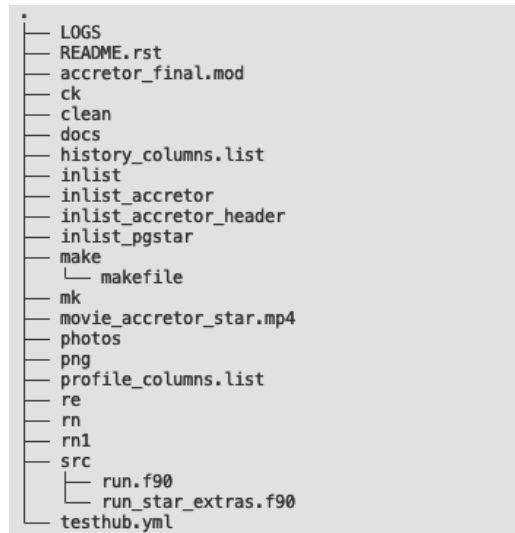 .
├── LOGS
├── README.rst
├── accretor_final.mod
├── ck
├── clean
├── docs
├── history_columns.list
├── inlist
├── inlist_accretor
├── inlist_accretor_header
├── inlist_pgstar
├── make
│   └── makefile
├── mk
├── movie_accretor_star.mp4
├── photos
├── png
├── profile_columns.list
├── re
├── rn
├── rn1
├── src
│   ├── run.f90
│   └── run_star_extras.f90
└── testhub.yml